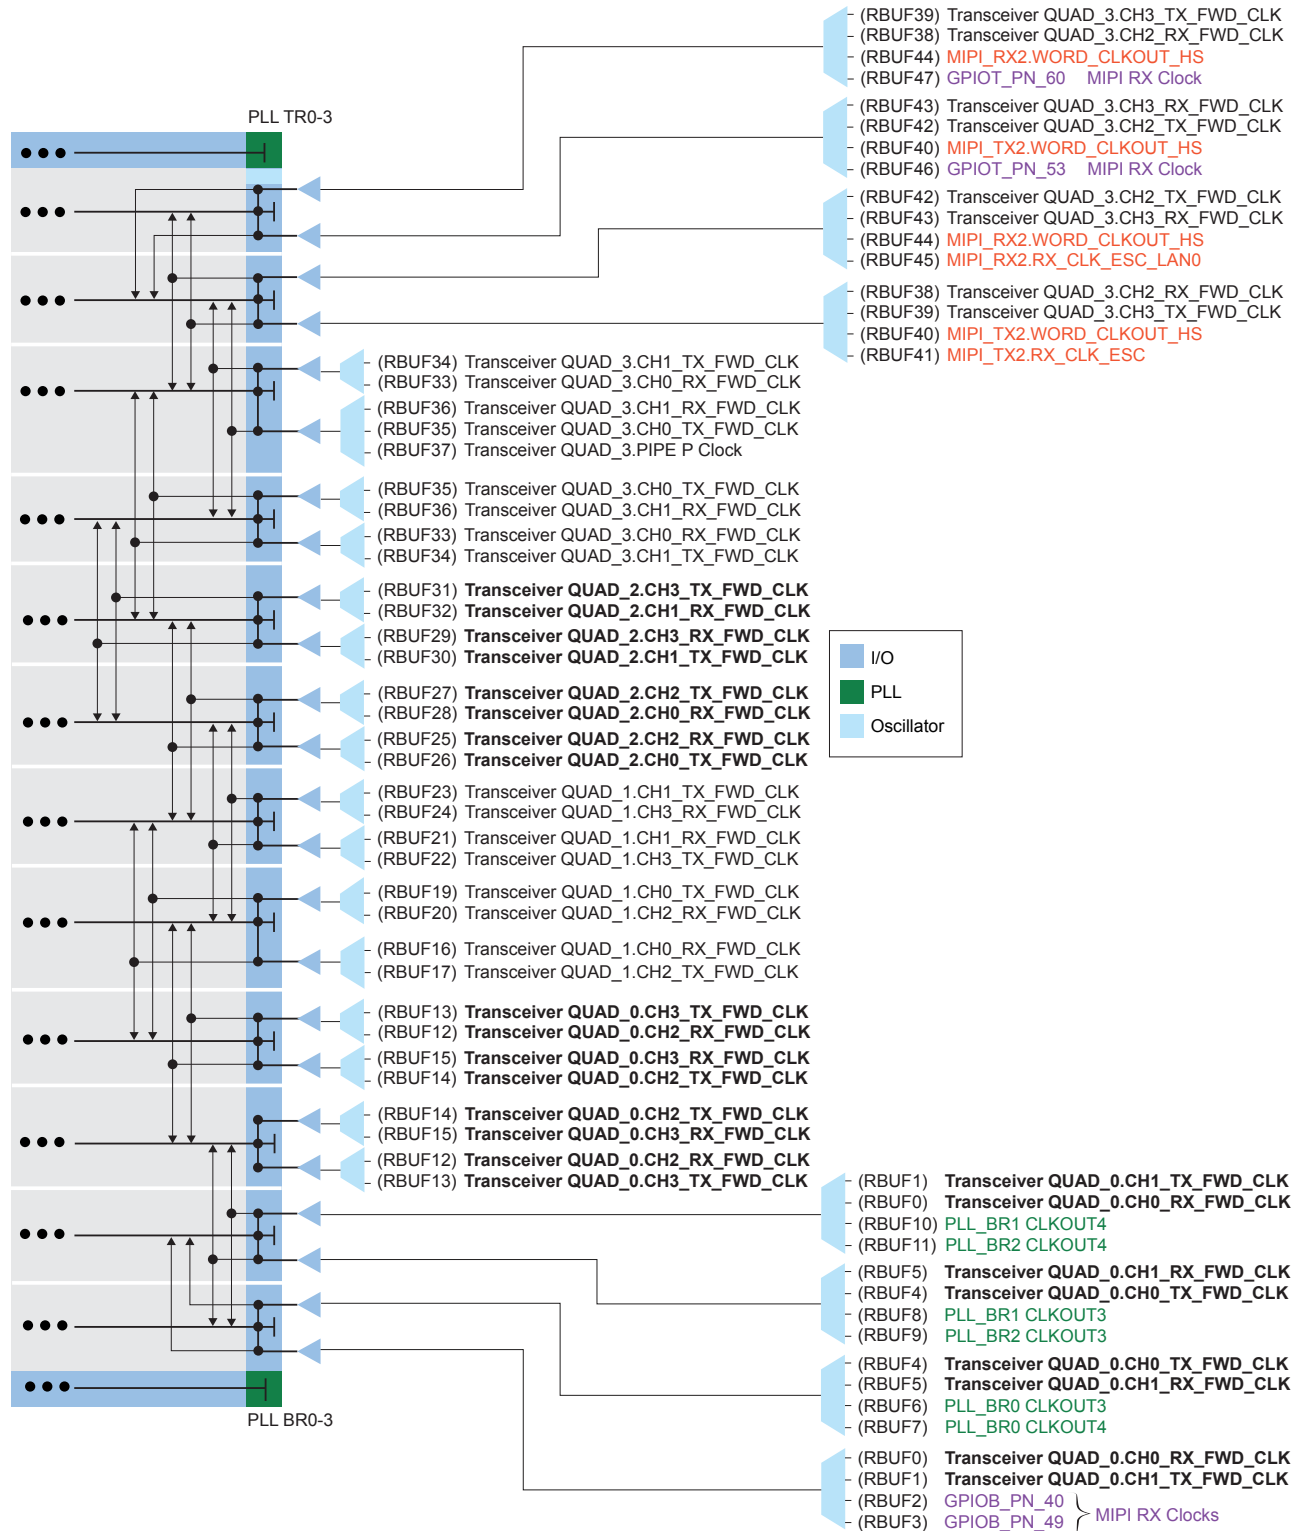 (RBUF39) Transceiver QUAD_3.CH3_TX_FWD_CLK
(RBUF38) Transceiver QUAD_3.CH2_RX_FWD_CLK
(RBUF44) MIPI_RX2.WORD_CLKOUT_HS
(RBUF47) GPIOT_PN_60 MIPI RX Clock
(RBUF43) Transceiver QUAD_3.CH3_RX_FWD_CLK
(RBUF42) Transceiver QUAD_3.CH2_TX_FWD_CLK
(RBUF40) MIPI_TX2.WORD_CLKOUT_HS
(RBUF46) GPIOT_PN_53 MIPI RX Clock
(RBUF42) Transceiver QUAD_3.CH2_TX_FWD_CLK
(RBUF43) Transceiver QUAD_3.CH3_RX_FWD_CLK
(RBUF44) MIPI_RX2.WORD_CLKOUT_HS
(RBUF45) MIPI_RX2.RX_CLK_ESC_LAN0
(RBUF38) Transceiver QUAD_3.CH2_RX_FWD_CLK
(RBUF39) Transceiver QUAD_3.CH3_TX_FWD_CLK
(RBUF40) MIPI_TX2.WORD_CLKOUT_HS
(RBUF41) MIPI_TX2.RX_CLK_ESC
PLL TR0-3
(RBUF34) Transceiver QUAD_3.CH1_TX_FWD_CLK
(RBUF33) Transceiver QUAD_3.CH0_RX_FWD_CLK
(RBUF36) Transceiver QUAD_3.CH1_RX_FWD_CLK
(RBUF35) Transceiver QUAD_3.CH0_TX_FWD_CLK
(RBUF37) Transceiver QUAD_3.PIPE P Clock
(RBUF35) Transceiver QUAD_3.CH0_TX_FWD_CLK
(RBUF36) Transceiver QUAD_3.CH1_RX_FWD_CLK
(RBUF33) Transceiver QUAD_3.CH0_RX_FWD_CLK
(RBUF34) Transceiver QUAD_3.CH1_TX_FWD_CLK
(RBUF31) Transceiver QUAD_2.CH3_TX_FWD_CLK
(RBUF32) Transceiver QUAD_2.CH1_RX_FWD_CLK
(RBUF29) Transceiver QUAD_2.CH3_RX_FWD_CLK
(RBUF30) Transceiver QUAD_2.CH1_TX_FWD_CLK
(RBUF27) Transceiver QUAD_2.CH2_TX_FWD_CLK
(RBUF28) Transceiver QUAD_2.CH0_RX_FWD_CLK
(RBUF25) Transceiver QUAD_2.CH2_RX_FWD_CLK
(RBUF26) Transceiver QUAD_2.CH0_TX_FWD_CLK
I/O
PLL
Oscillator
(RBUF23) Transceiver QUAD_1.CH1_TX_FWD_CLK
(RBUF24) Transceiver QUAD_1.CH3_RX_FWD_CLK
(RBUF21) Transceiver QUAD_1.CH1_RX_FWD_CLK
(RBUF22) Transceiver QUAD_1.CH3_TX_FWD_CLK
(RBUF19) Transceiver QUAD_1.CH0_TX_FWD_CLK
(RBUF20) Transceiver QUAD_1.CH2_RX_FWD_CLK
(RBUF16) Transceiver QUAD_1.CH0_RX_FWD_CLK
(RBUF17) Transceiver QUAD_1.CH2_TX_FWD_CLK
(RBUF13) Transceiver QUAD_0.CH3_TX_FWD_CLK
(RBUF12) Transceiver QUAD_0.CH2_RX_FWD_CLK
(RBUF15) Transceiver QUAD_0.CH3_RX_FWD_CLK
(RBUF14) Transceiver QUAD_0.CH2_TX_FWD_CLK
(RBUF14) Transceiver QUAD_0.CH2_TX_FWD_CLK
(RBUF15) Transceiver QUAD_0.CH3_RX_FWD_CLK
(RBUF12) Transceiver QUAD_0.CH2_RX_FWD_CLK
(RBUF13) Transceiver QUAD_0.CH3_TX_FWD_CLK
(RBUF1) Transceiver QUAD_0.CH1_TX_FWD_CLK
(RBUF0) Transceiver QUAD_0.CH0_RX_FWD_CLK
(RBUF10) PLL_BR1 CLKOUT4
(RBUF11) PLL_BR2 CLKOUT4
(RBUF5) Transceiver QUAD_0.CH1_RX_FWD_CLK
(RBUF4) Transceiver QUAD_0.CH0_TX_FWD_CLK
(RBUF8) PLL_BR1 CLKOUT3
(RBUF9) PLL_BR2 CLKOUT3
(RBUF4) Transceiver QUAD_0.CH0_TX_FWD_CLK
(RBUF5) Transceiver QUAD_0.CH1_RX_FWD_CLK
(RBUF6) PLL_BR0 CLKOUT3
(RBUF7) PLL_BR0 CLKOUT4
PLL BR0-3
(RBUF0) Transceiver QUAD_0.CH0_RX_FWD_CLK
(RBUF1) Transceiver QUAD_0.CH1_TX_FWD_CLK
(RBUF2) GPIOB_PN_40
(RBUF3) GPIOB_PN_49
MIPI RX Clocks